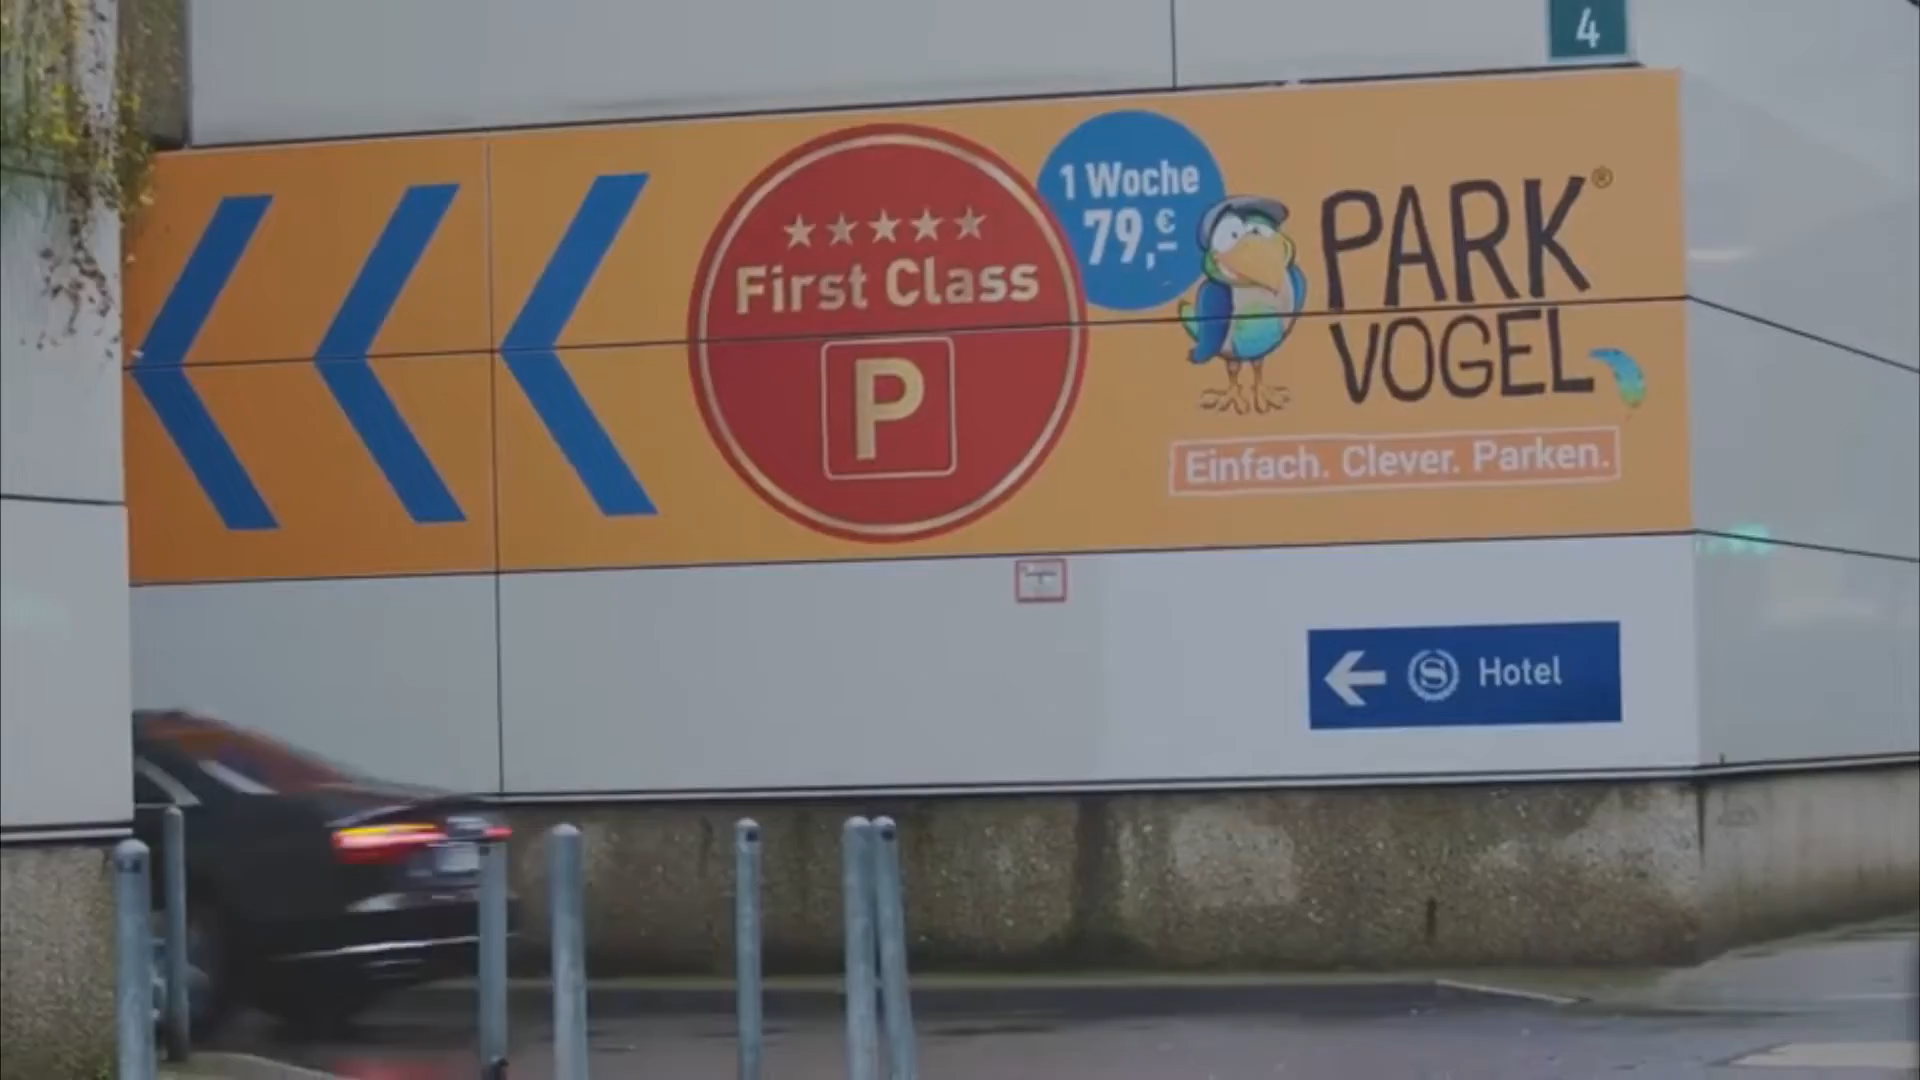 4
1 Woche
79,-€
First Class
P
PARK®
VOGEL
Einfach. Clever. Parken.
S Hotel